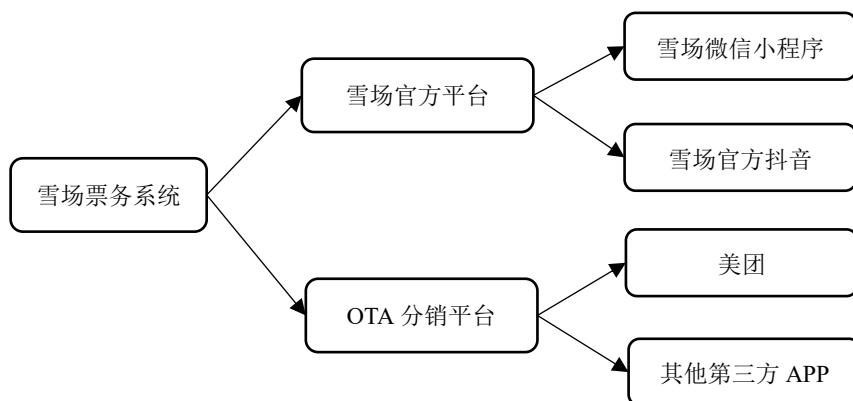 雪场微信小程序
雪场官方平台
雪场官方抖音
雪场票务系统
美团
OTA 分销平台
其他第三方 APP